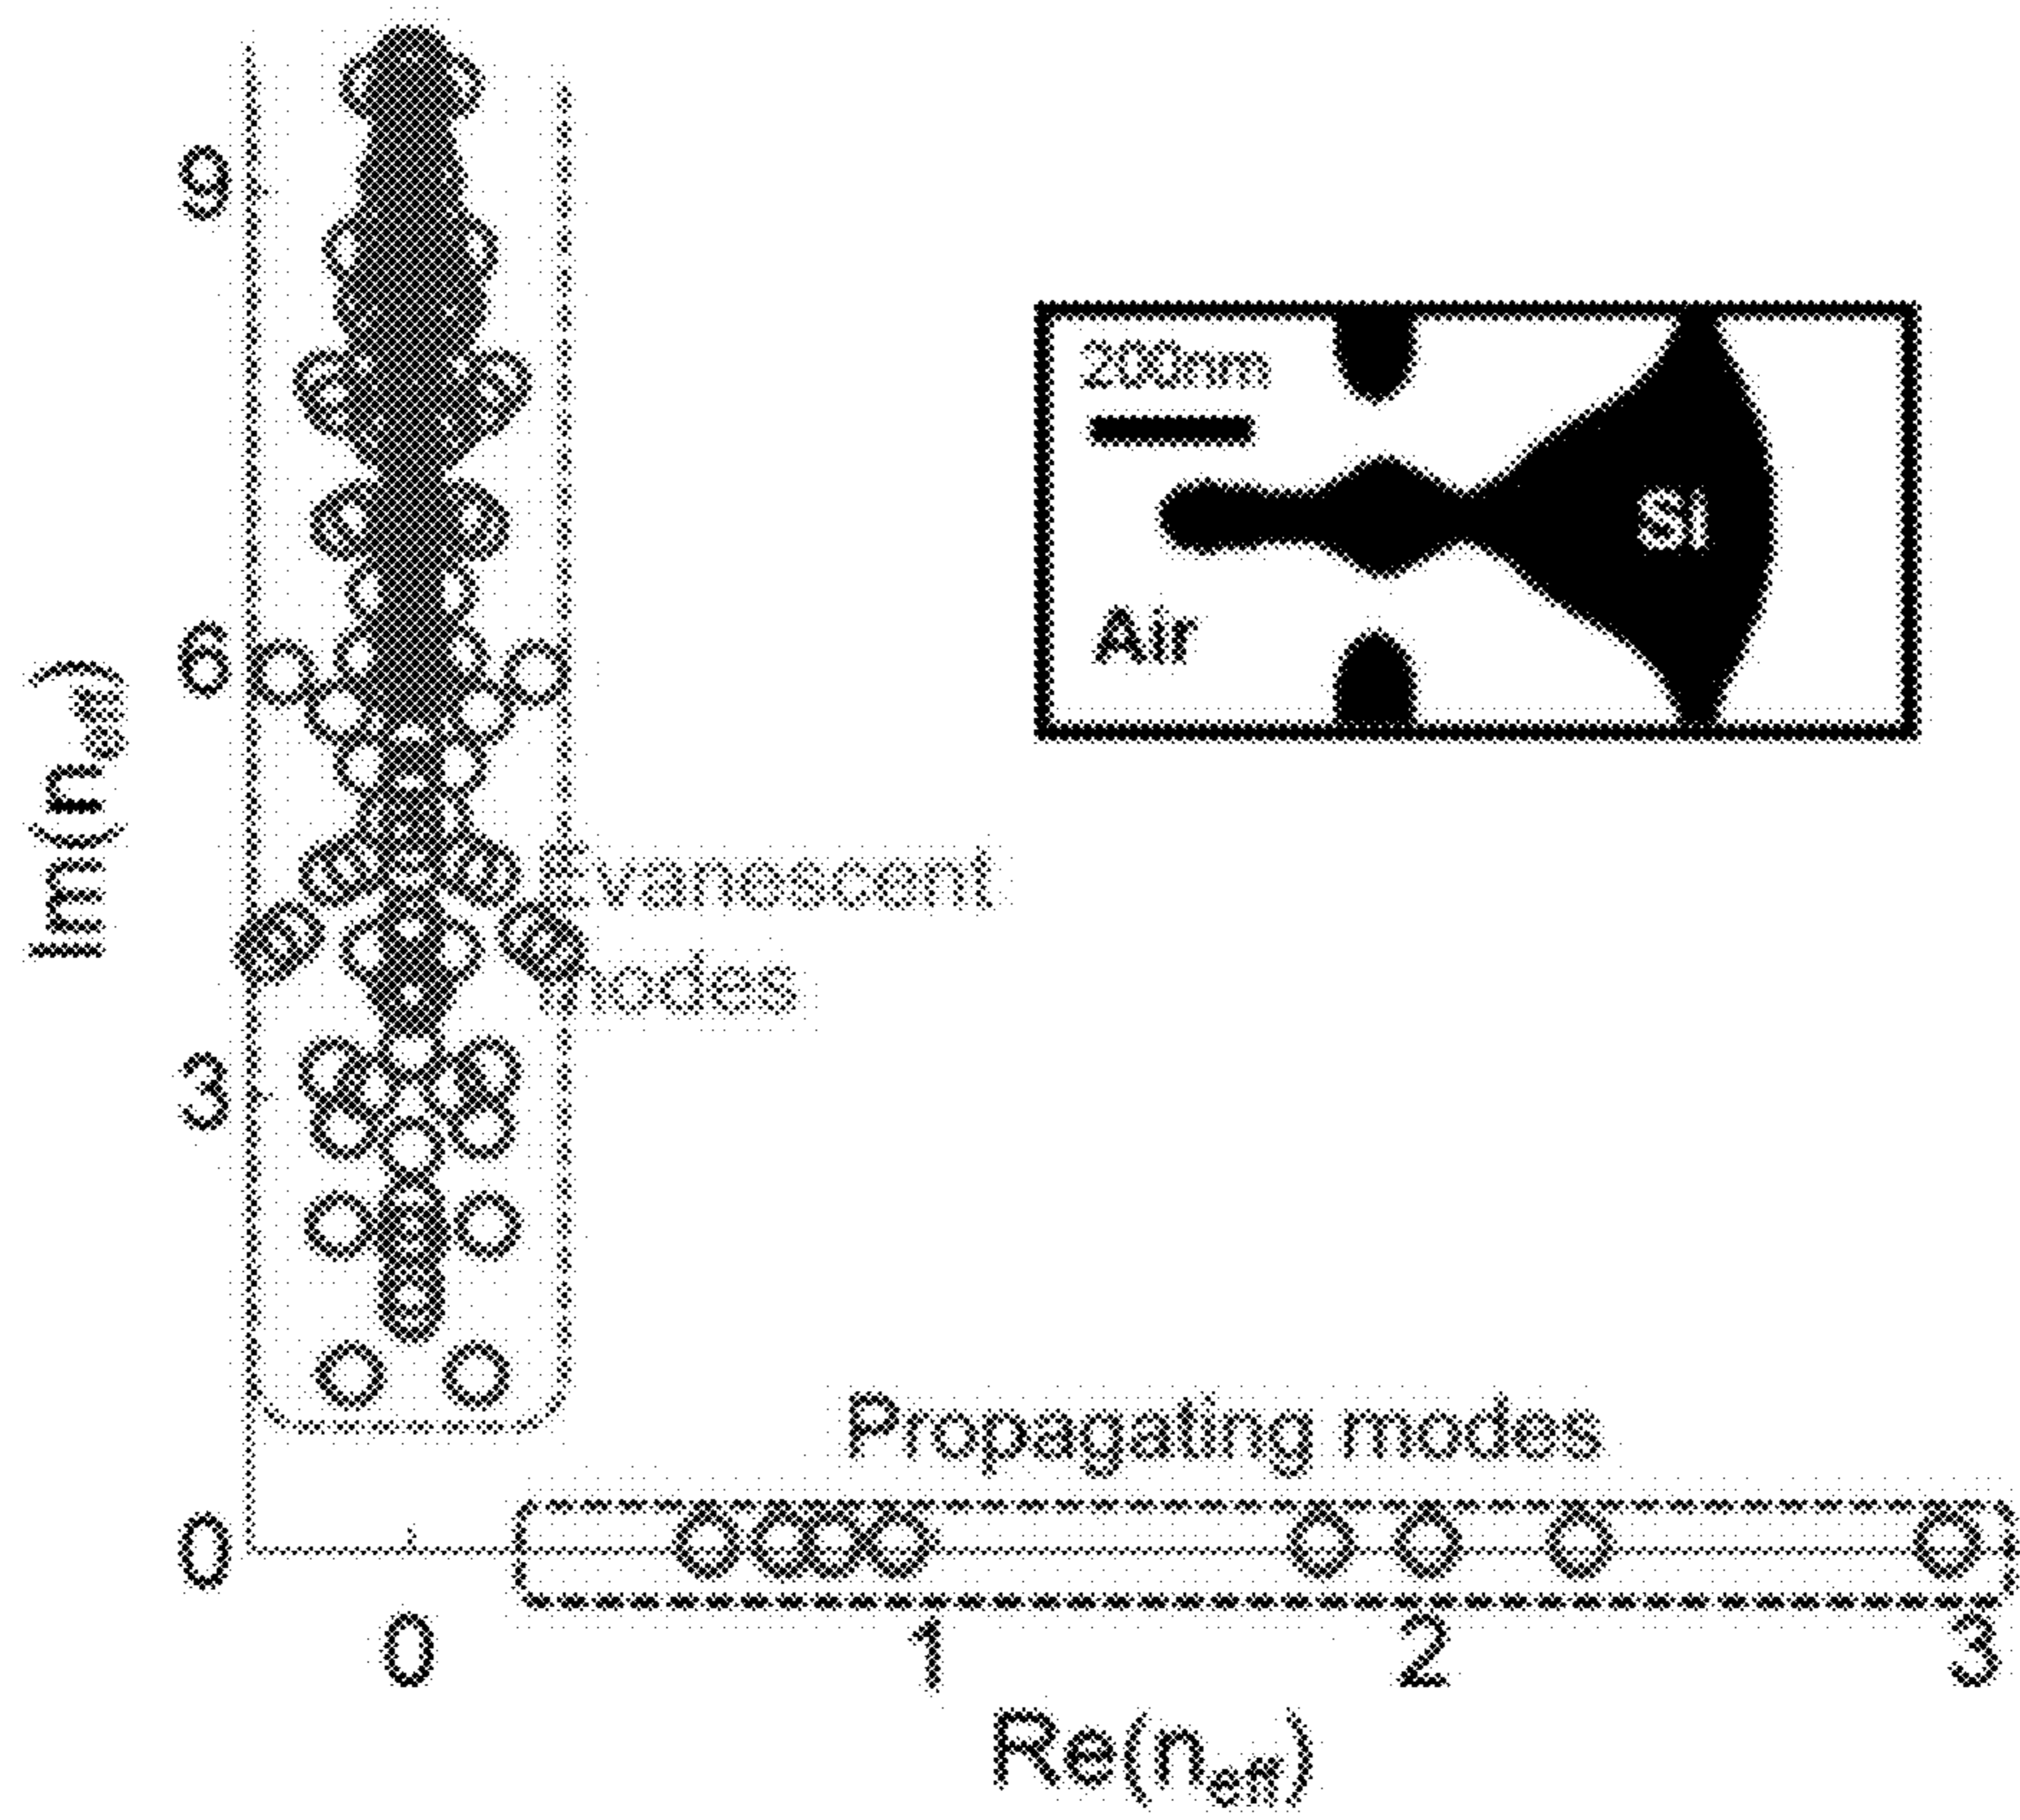 9
6
3
0
Im(neff)
200nm
Si
Air
Evanescent
modes
Propagating modes
0 1 2 3
Re(neff)